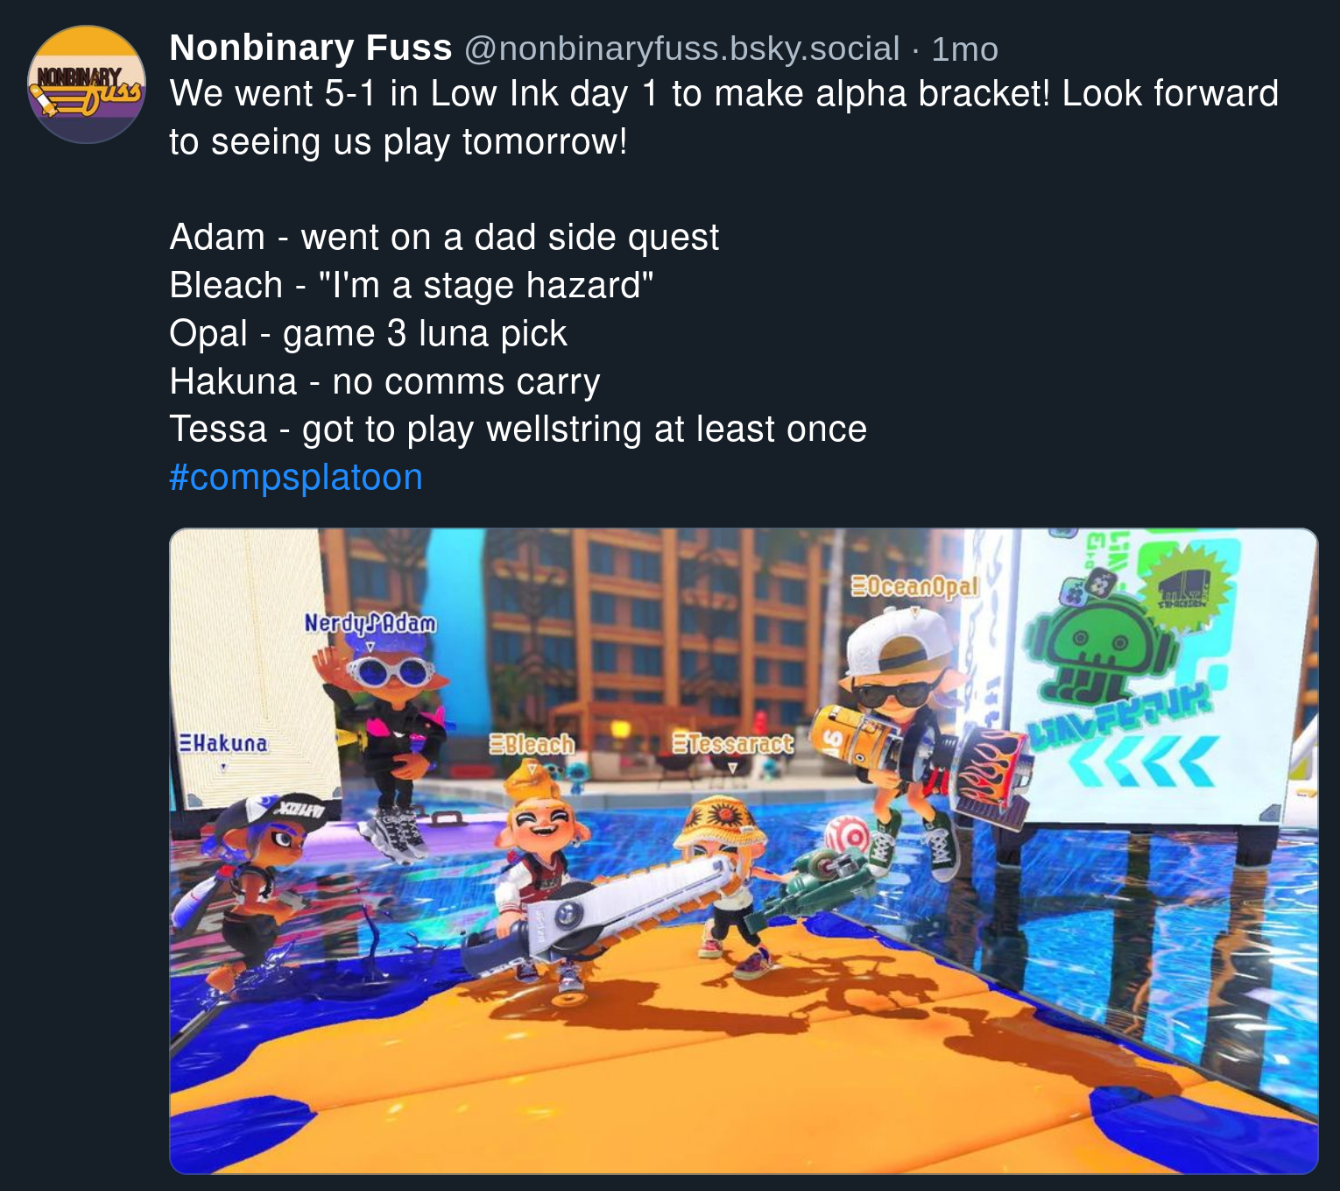 Nonbinary Fuss @nonbinaryfuss.bsky.social · 1mo
We went 5-1 in Low Ink day 1 to make alpha bracket! Look forward
to seeing us play tomorrow!
Adam - went on a dad side quest
Bleach - "I'm a stage hazard"
Opal - game 3 luna pick
Hakuna - no comms carry
Tessa - got to play wellstring at least once
#compsplatoon
NONBINARY
fuss
ΞOceanOpal
Nerdy♪Adam
ΞHakuna
ΞBleach
ΞTessaract